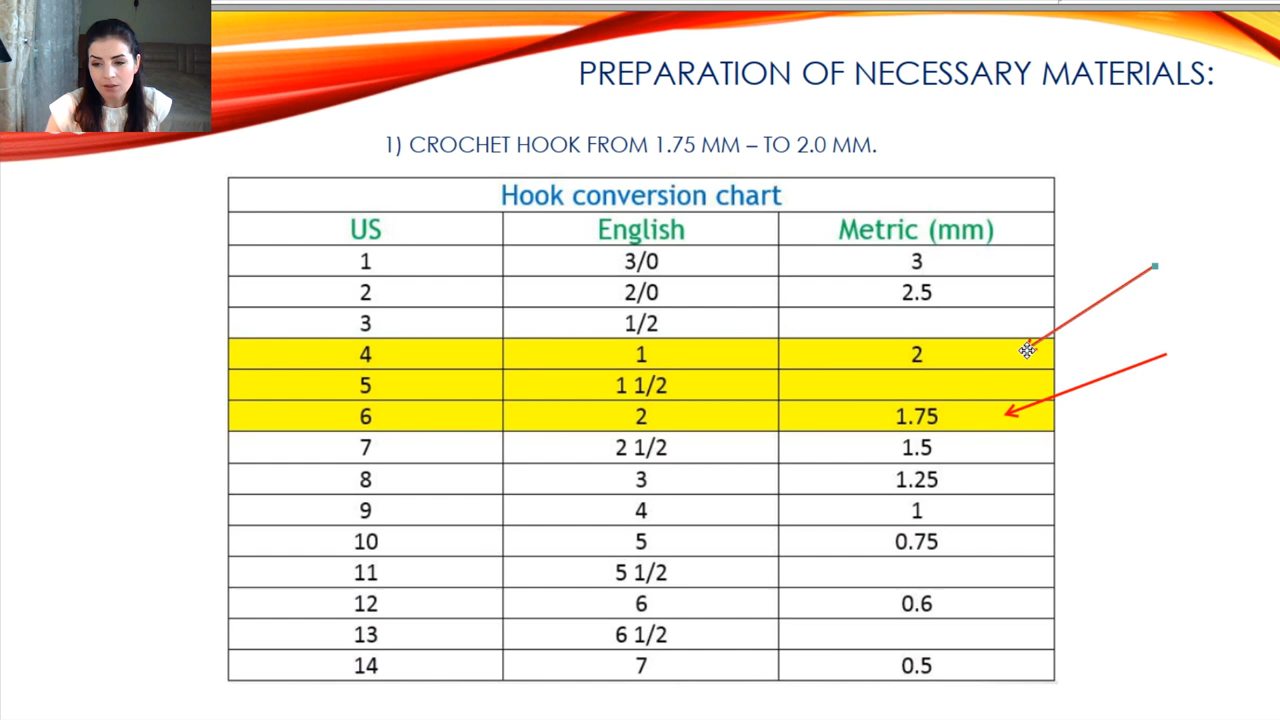 PREPARATION OF NECESSARY MATERIALS:
1) CROCHET HOOK FROM 1.75 MM – TO 2.0 MM.
Hook conversion chart
US English Metric (mm)
1 3/0 3
2 2/0 2.5
3 1/2
4 1 2
5 1 1/2
6 2 1.75
7 2 1/2 1.5
8 3 1.25
9 4 1
10 5 0.75
11 5 1/2
12 6 0.6
13 6 1/2
14 7 0.5